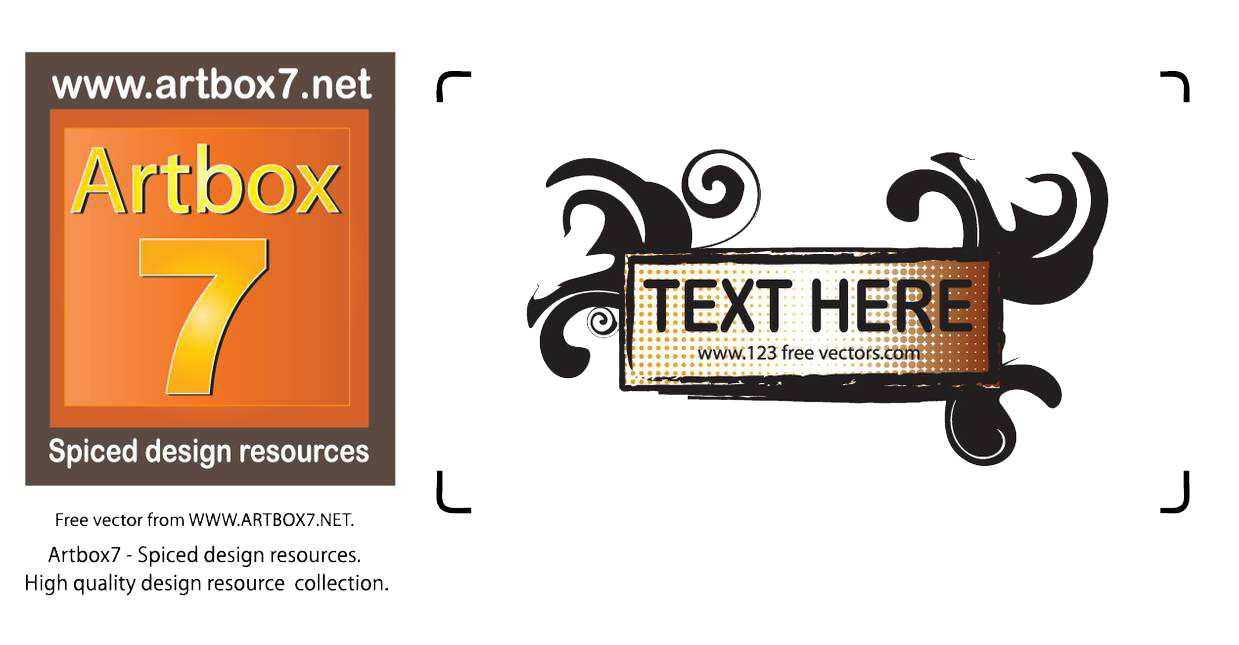 www.artbox7.net
Artbox
7
Spiced design resources
Free vector from WWW.ARTBOX7.NET.
Artbox7 - Spiced design resources.
High quality design resource collection.
TEXT HERE
www.123 free vectors.com